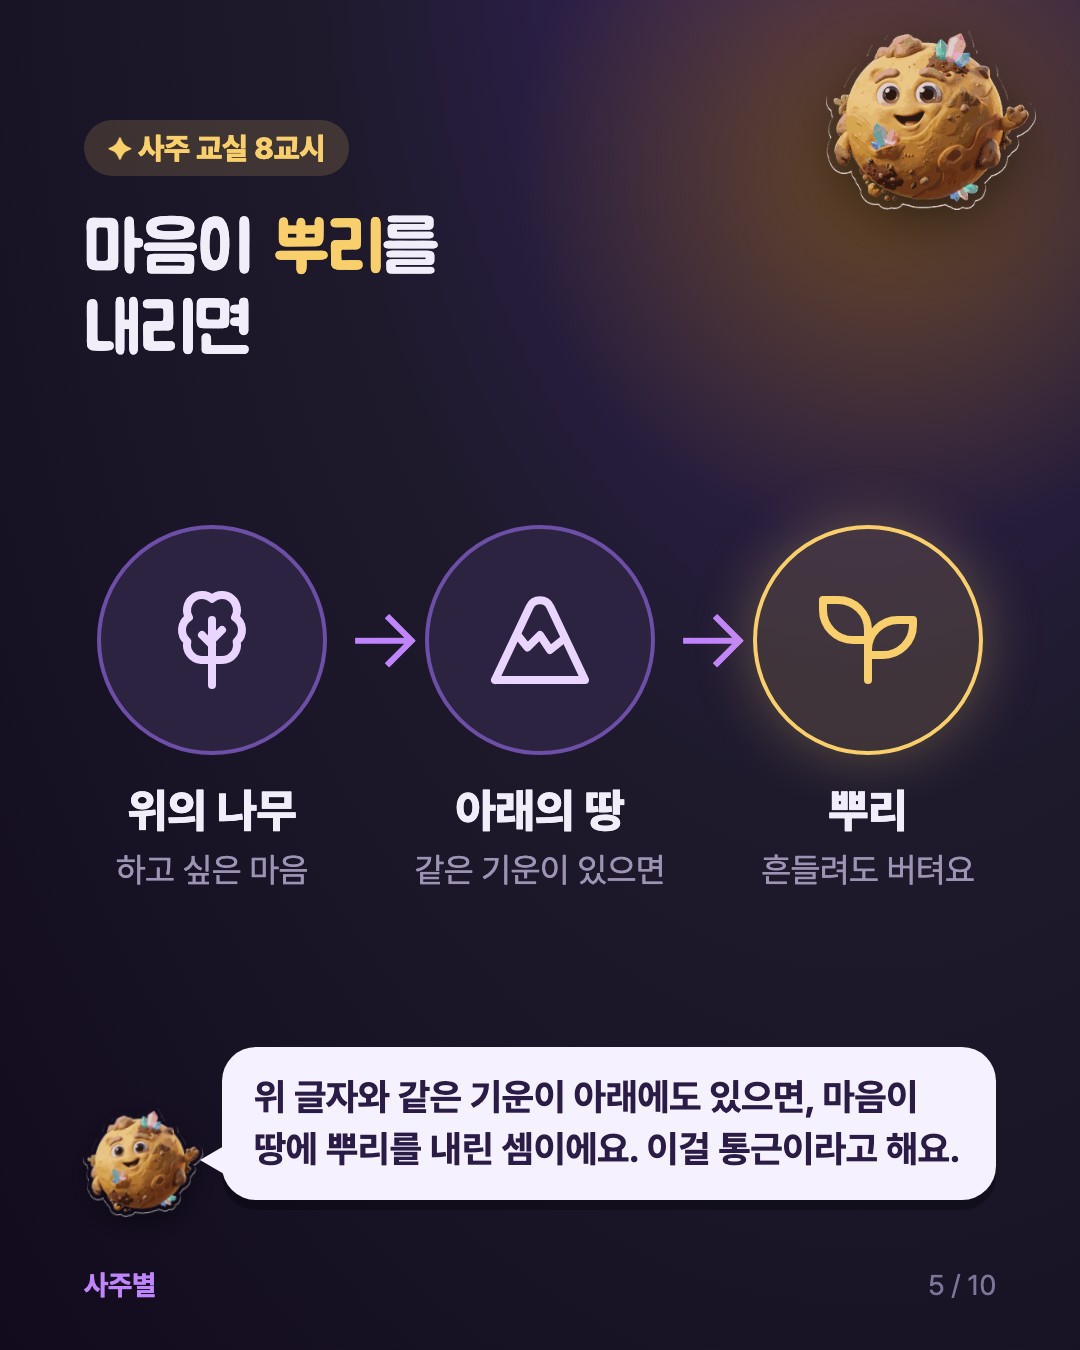 사주 교실 8교시
마음이 뿌리를
내리면
위의 나무
하고 싶은 마음
아래의 땅
같은 기운이 있으면
뿌리
흔들려도 버텨요
위 글자와 같은 기운이 아래에도 있으면, 마음이
땅에 뿌리를 내린 셈이에요. 이걸 통근이라고 해요.
사주별
5 / 10